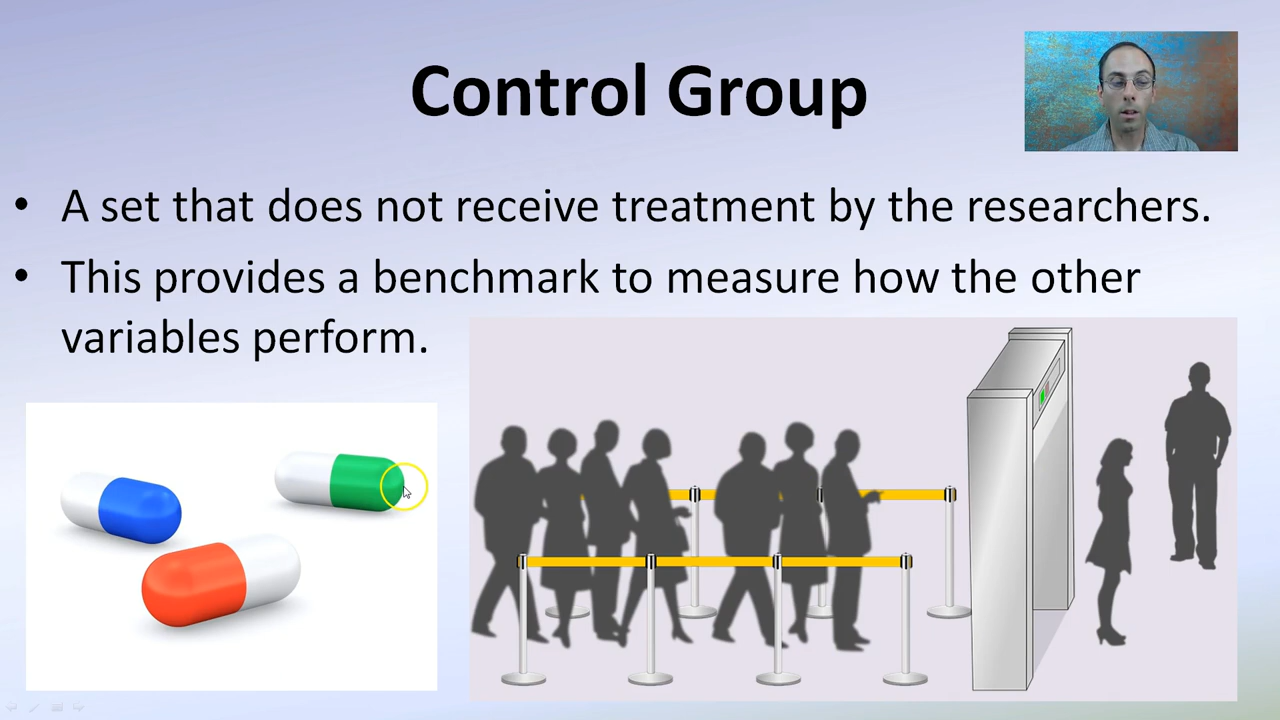 Control Group
• A set that does not receive treatment by the researchers.
• This provides a benchmark to measure how the other
variables perform.